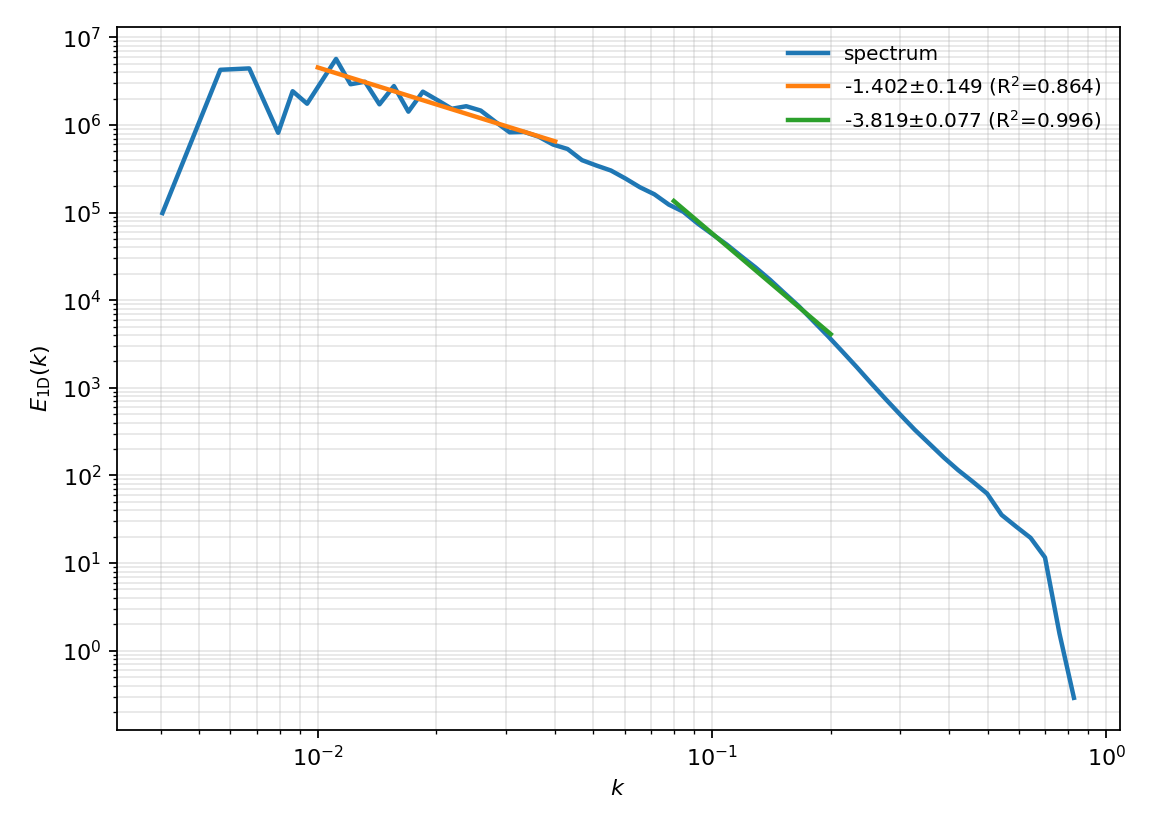 10⁷
10⁶
10⁵
10⁴
10³
10²
10¹
10⁰
E₁D(k)
spectrum
-1.402±0.149 (R²=0.864)
-3.819±0.077 (R²=0.996)
10⁻²
10⁻¹
10⁰
k